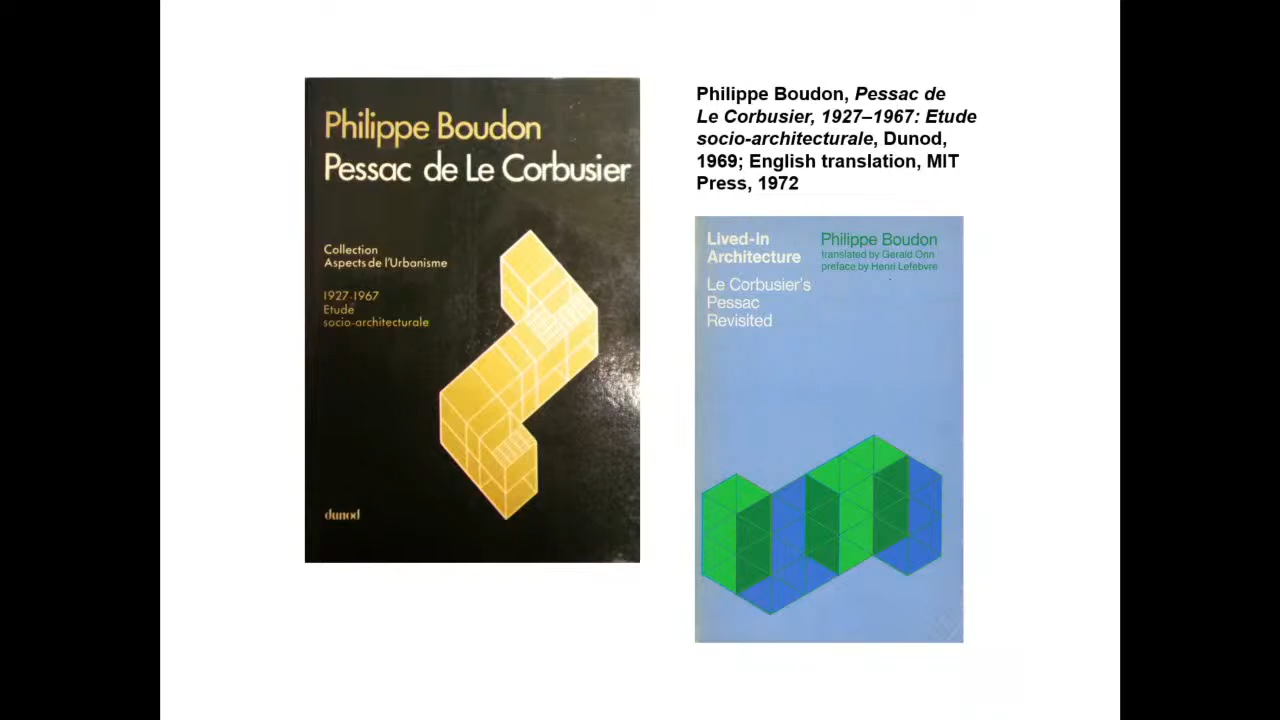 Philippe Boudon
Pessac de Le Corbusier
Collection
Aspects de l'Urbanisme
1927-1967
Etude
socio-architecturale
dunod
Philippe Boudon, Pessac de
Le Corbusier, 1927–1967: Etude
socio-architecturale, Dunod,
1969; English translation, MIT
Press, 1972
Lived-In
Architecture
Le Corbusier's
Pessac
Revisited
Philippe Boudon
translated by Gerald Onn
preface by Henri Lefebvre